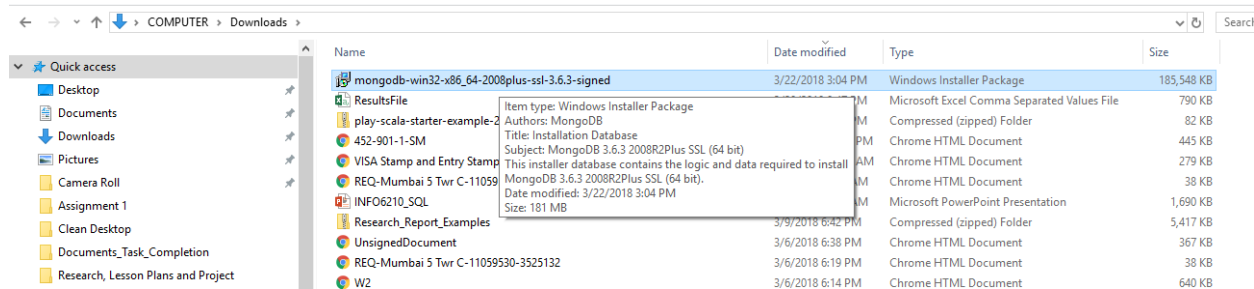 COMPUTER > Downloads >
Search
Name Date modified Type Size
Quick access
mongodb-win32-x86_64-2008plus-ssl-3.6.3-signed 3/22/2018 3:04 PM Windows Installer Package 185,548 KB
Desktop
ResultsFile PM Microsoft Excel Comma Separated Values File 790 KB
Documents
play-scala-starter-example-2 PM Compressed (zipped) Folder 82 KB
Downloads
452-901-1-SM PM Chrome HTML Document 445 KB
Pictures
VISA Stamp and Entry Stamp AM Chrome HTML Document 279 KB
Camera Roll
REQ-Mumbai 5 Twr C-11059 AM Chrome HTML Document 38 KB
Assignment 1
INFO6210_SQL AM Microsoft PowerPoint Presentation 1,690 KB
Clean Desktop
Research_Report_Examples 3/9/2018 6:42 PM Compressed (zipped) Folder 5,417 KB
Documents_Task_Completion
UnsignedDocument 3/6/2018 6:38 PM Chrome HTML Document 367 KB
REQ-Mumbai 5 Twr C-11059530-3525132 3/6/2018 6:19 PM Chrome HTML Document 38 KB
Research, Lesson Plans and Project
W2 3/6/2018 6:14 PM Chrome HTML Document 640 KB
Item type: Windows Installer Package
Authors: MongoDB
Title: Installation Database
Subject: MongoDB 3.6.3 2008R2Plus SSL (64 bit)
This installer database contains the logic and data required to install
MongoDB 3.6.3 2008R2Plus SSL (64 bit).
Date modified: 3/22/2018 3:04 PM
Size: 181 MB